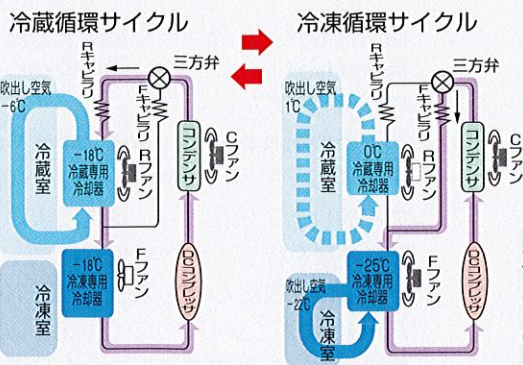 冷蔵循環サイクル
Rキャピラリ
三方弁
Fキャピラリ
吹出し空気
-6℃
冷蔵室
-18℃
冷蔵専用
冷却器
Rファン
コンデンサ
Cファン
-18℃
冷凍専用
冷却器
Fファン
DCコンプレッサ
冷凍室
冷凍循環サイクル
Rキャピラリ
三方弁
Fキャピラリ
吹出し空気
1℃
冷蔵室
0℃
冷蔵専用
冷却器
Rファン
コンデンサ
Cファン
-25℃
冷凍専用
冷却器
Fファン
DCコンプレッサ
吹出し空気
-22℃
冷凍室